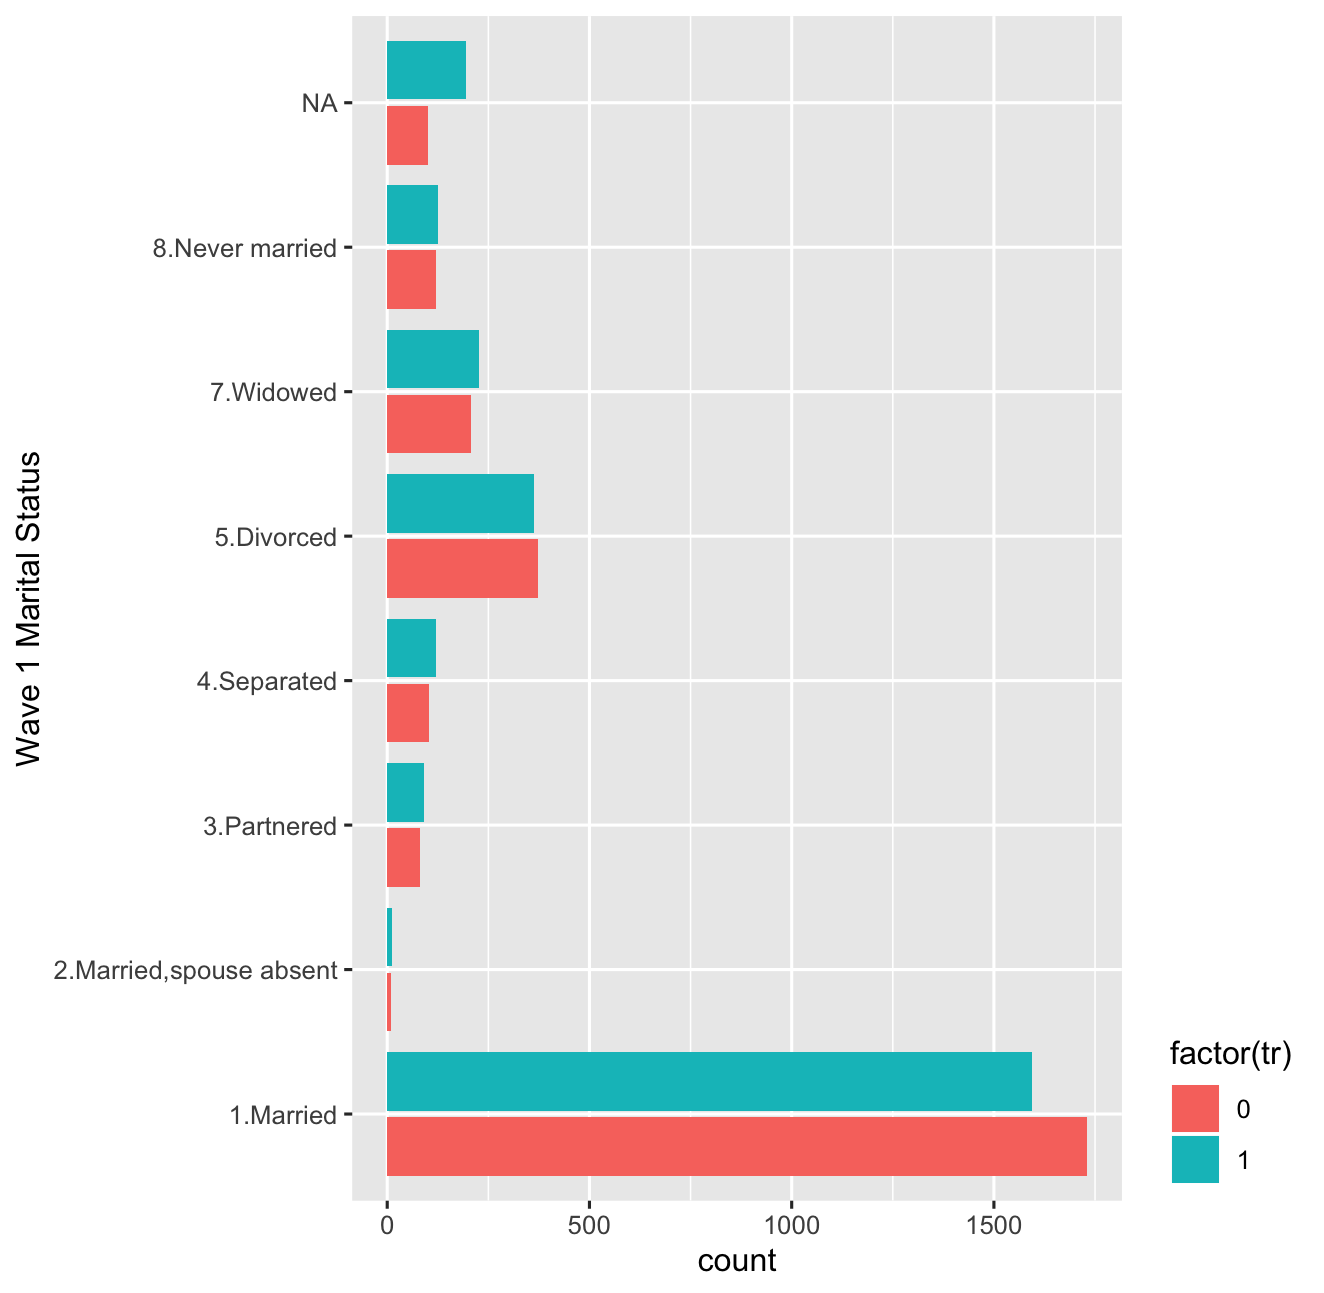 Wave 1 Marital Status
NA
8.Never married
7.Widowed
5.Divorced
4.Separated
3.Partnered
2.Married,spouse absent
1.Married
0 500 1000 1500
count
factor(tr)
0
1